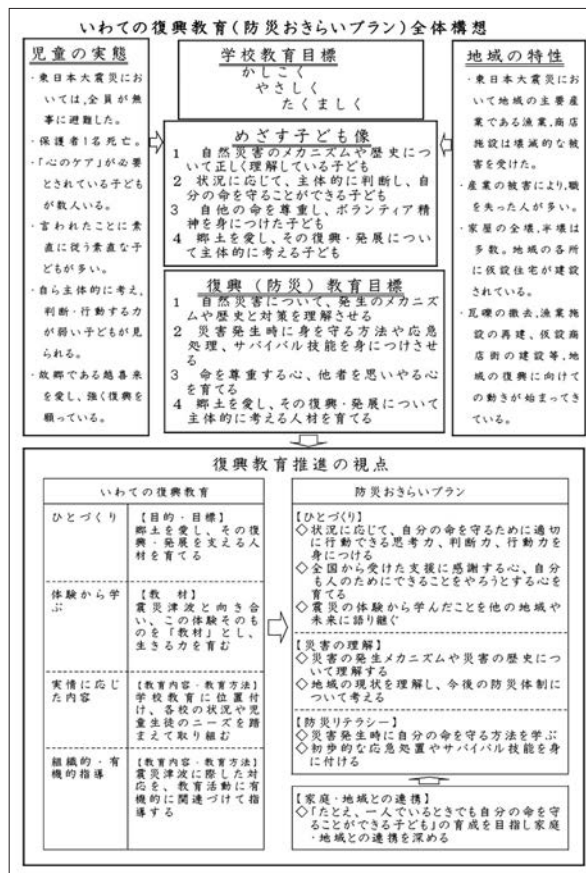 いわての復興教育(防災おきらいプラン)全体構想
児童の実態
・東日本大震災にお
いては,全員が無
事に避難した。
・保護者1名死亡。
・「心のケア」が必要
とされている子ども
が数人いる。
・言われたことに素
直に従う素直な子
どもが多い。
・自ら主体的に考え,
判断・行動する力
が弱い子どもが見
られる。
・故郷である越喜来
を愛し、強く復興を
願っている。
学校教育目標
かしこく
やさしく
たくましく
めざす子ども像
1 自然災害のメカニズムや歴史につ
いて正しく理解している子ども
2 状況に応じて、主体的に判断し、自
分の命を守ることができる子ども
3 自他の命を尊重し、ボランティア精
神を身につけた子ども
4 郷土を愛し、その復興・発展について
主体的に考える子ども
復興(防災)教育目標
1 自然災害について、発生のメカニズ
ムや歴史と対策を理解させる
2 災害発生時に身を守る方法や応急
処理、サバイバル技能を身につけさせる
3 命を尊重する心、他者を思いやる心
を育てる
4 郷土を愛し、その復興・発展について
主体的に考える人材を育てる
地域の特性
・東日本大震災に
おいて地域の主要産
業である漁業,商店
施設は壊滅的な被
害を受けた。
・産業の被害により,職
を失った人が多い。
・家屋の全壊,半壊は
多数。地域の各所
に仮設住宅が建設
されている。
・瓦礫の撤去,漁業施
設の再建、仮設商
店街の建設等,地
域の復興に向けて
の動きが始まってき
ている。
復興教育推進の視点
いわての復興教育
ひとづくり
【目的・目標】
郷土を愛し、その復
興・発展を支える人
材を育てる
体験から学
ぶ
【教 材】
震災津波と向き合
い、この体験そのも
のを「教材」とし、
生きる力を育む
実情に応じ
た内容
【教育内容・教育方法】
学校教育に位置付
け、各校の状況や児
童生徒のニーズを踏
まえて取り組む
組織的・有
機的指導
【教育内容・教育方法】
震災津波に際した対
応を、教育活動に有
機的に関連づけて指
導する
防災おきらいプラン
【ひとづくり】
◇状況に応じて、自分の命を守るために適切
に行動できる思考力、判断力、行動力を
身につける
◇全国から受けた支援に感謝する心、自分
も人のためにできることをやろうとする心を育
てる
◇震災の体験から学んだことを他の地域や
未来に語り継ぐ
【災害の理解】
◇災害の発生メカニズムや災害の歴史につ
いて理解する
◇地域の現状を理解し、今後の防災体制に
ついて考える
【防災リテラシー】
◇災害発生時に自分の命を守る方法を学ぶ
◇初歩的な応急処置やサバイバル技能を身
に付ける
【家庭・地域との連携】
◇「たとえ、一人でいるときでも自分の命を守
ることができる子ども」の育成を目指し家庭
・地域との連携を深める